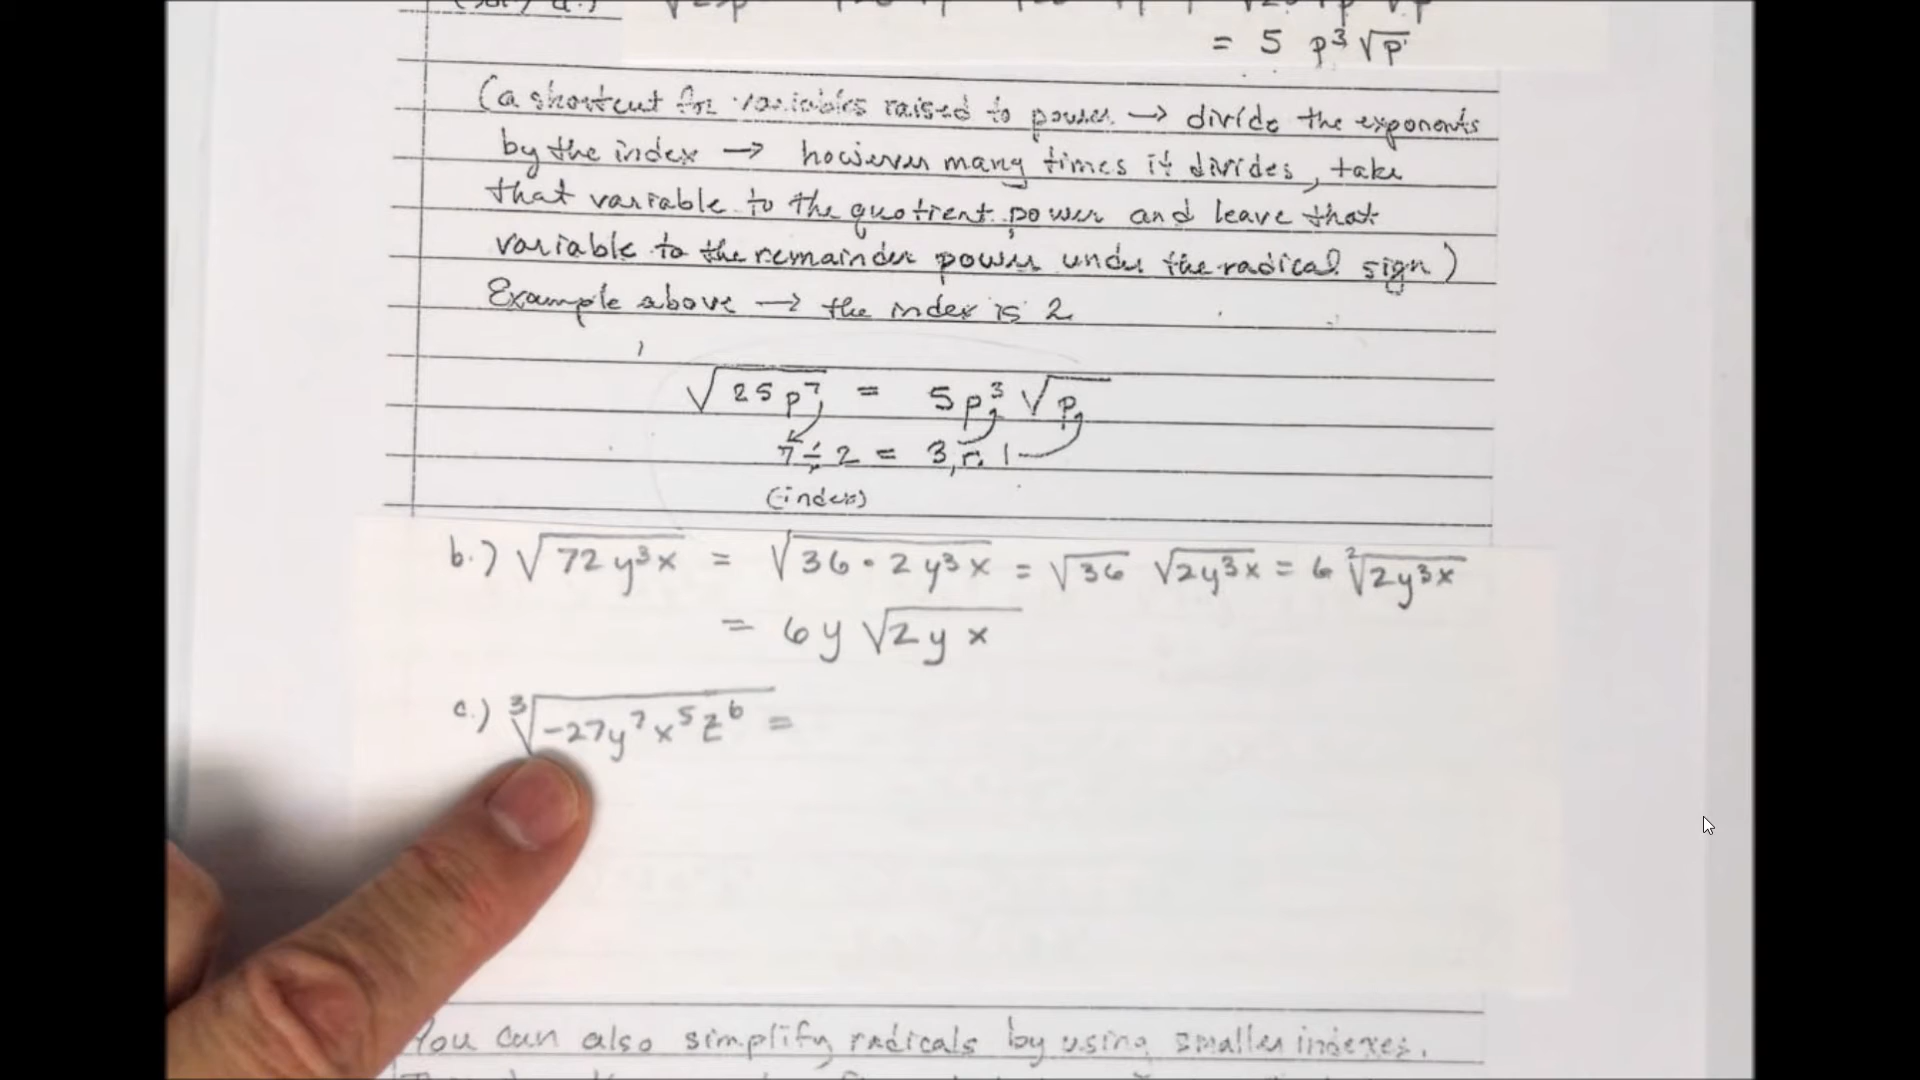 = 5 p³ √p
(a shortcut for variables raised to power → divide the exponents
by the index → however many times it divides, take
that variable to the quotient power and leave that
variable to the remainder power under the radical sign)
Example above → the index is 2
√25p⁷ = 5p³ √p
7 ÷ 2 = 3, r. 1
(index)
b.) √72y³x = √36 · 2y³x = √36 √2y³x = 6 ²√2y³x
= 6y √2yx
c.) ³√-27y⁷x⁵z⁶ =
You can also simplify radicals by using smaller indexes.